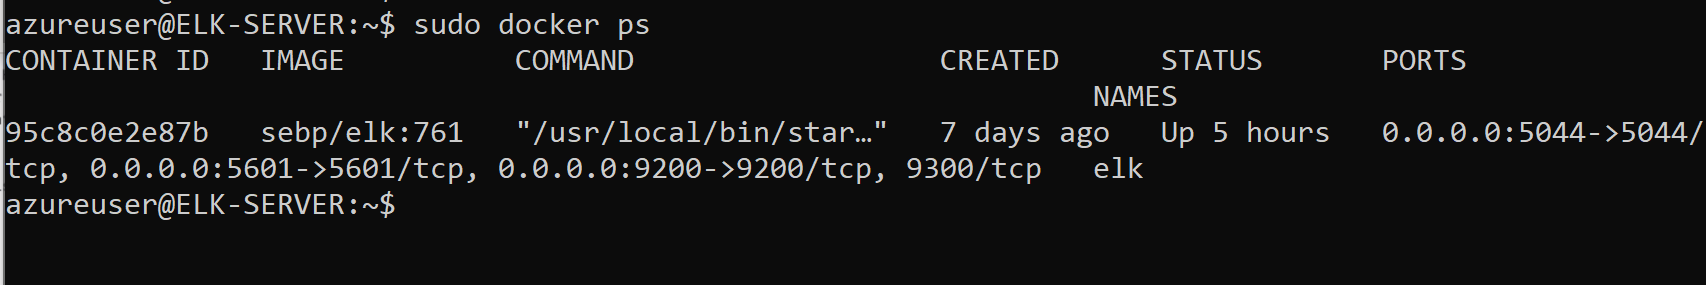 azureuser@ELK-SERVER:~$ sudo docker ps
CONTAINER ID   IMAGE          COMMAND                  CREATED      STATUS       PORTS
                                                                NAMES
95c8c0e2e87b   sebp/elk:761   "/usr/local/bin/star…"   7 days ago   Up 5 hours   0.0.0.0:5044->5044/
tcp, 0.0.0.0:5601->5601/tcp, 0.0.0.0:9200->9200/tcp, 9300/tcp   elk
azureuser@ELK-SERVER:~$